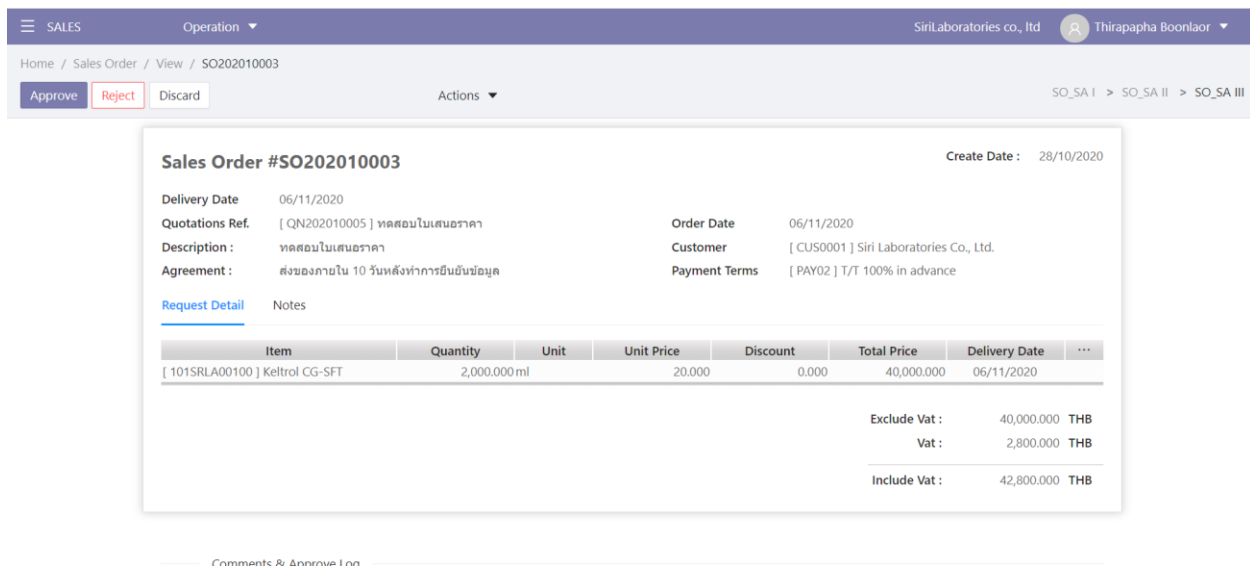 ☰ SALES Operation ▼ SiriLaboratories co., ltd Thirapapha Boonlaor ▼
Home / Sales Order / View / SO202010003
Approve Reject Discard Actions ▼ SO_SA I > SO_SA II > SO_SA III
Sales Order #SO202010003 Create Date : 28/10/2020
Delivery Date 06/11/2020
Quotations Ref. [ QN202010005 ] ทดสอบใบเสนอราคา Order Date 06/11/2020
Description : ทดสอบใบเสนอราคา Customer [ CUS0001 ] Siri Laboratories Co., Ltd.
Agreement : ส่งของภายใน 10 วันหลังทำการยืนยันข้อมูล Payment Terms [ PAY02 ] T/T 100% in advance
Request Detail Notes
Item Quantity Unit Unit Price Discount Total Price Delivery Date ...
[ 101SRLA00100 ] Keltrol CG-SFT 2,000.000 ml 20.000 0.000 40,000.000 06/11/2020
Exclude Vat : 40,000.000 THB
Vat : 2,800.000 THB
Include Vat : 42,800.000 THB
Comments & Approve Log